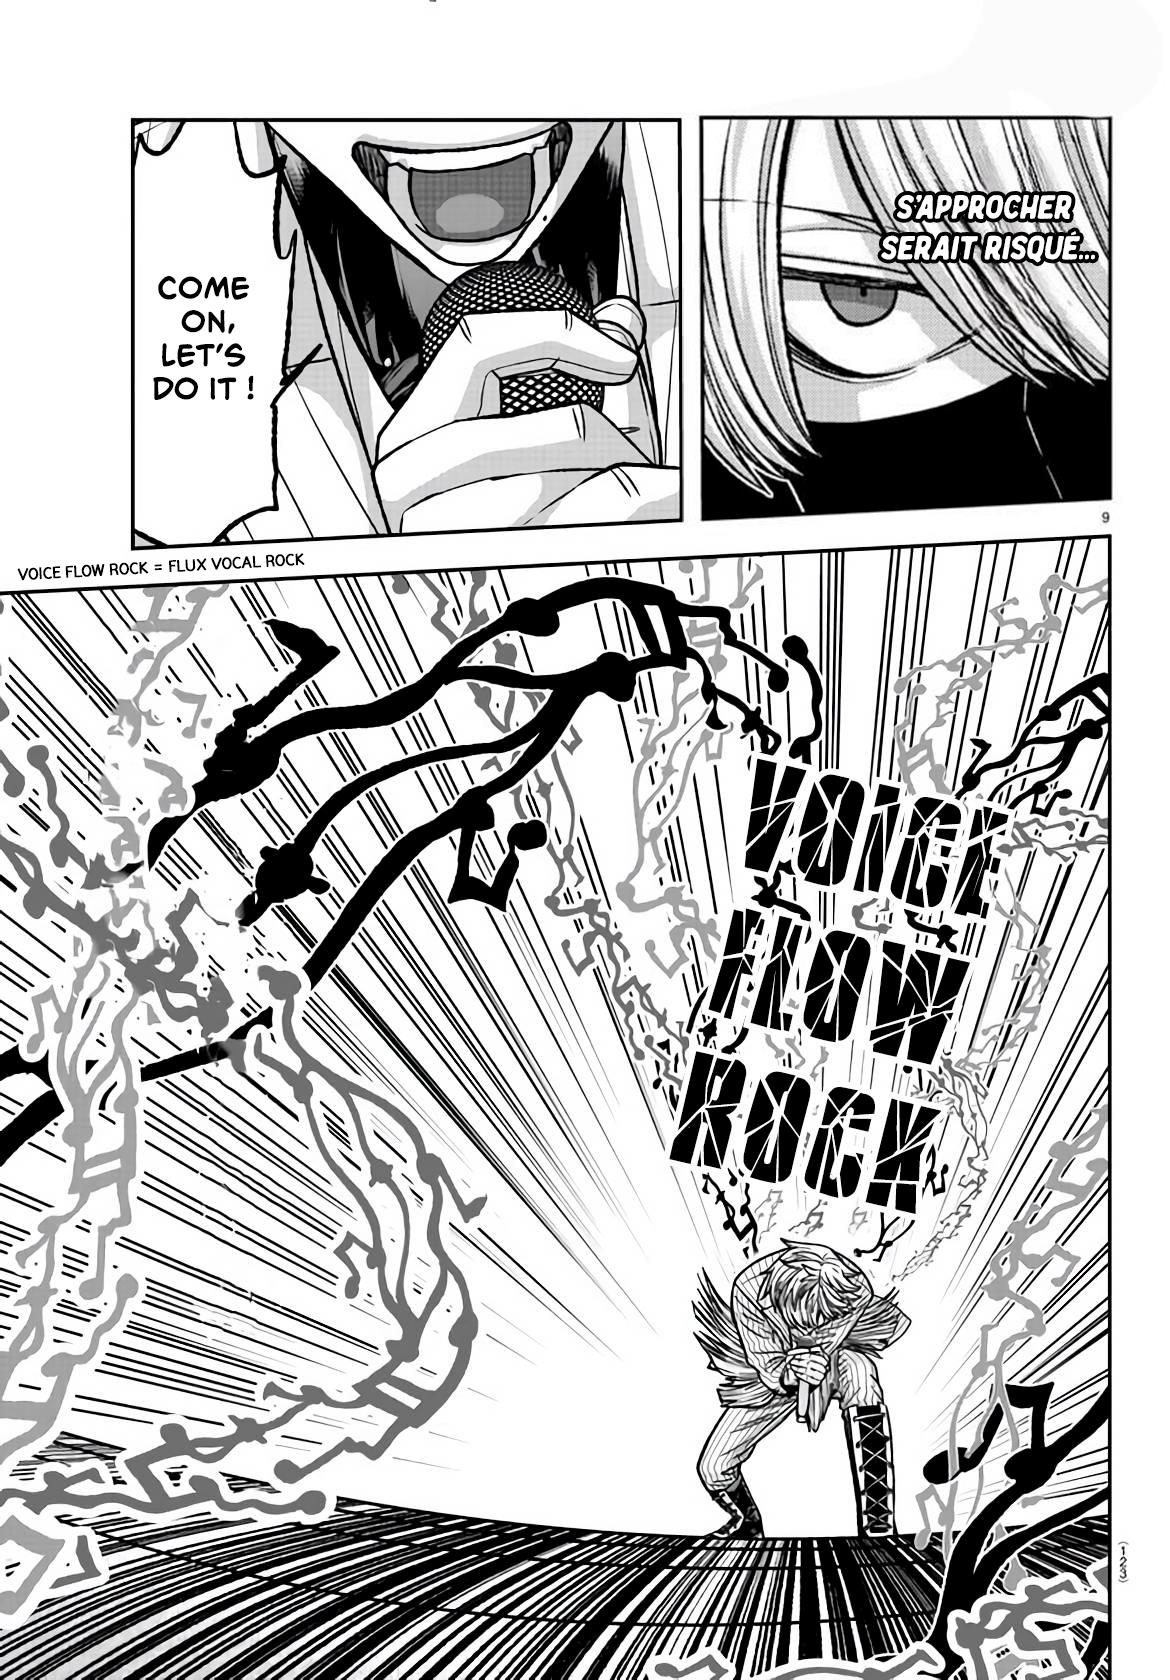 S'APPROCHER
SERAIT RISQUÉ...
COME
ON,
LET'S
DO IT !
9
VOICE FLOW ROCK = FLUX VOCAL ROCK
VOICE
FLOW
ROCK
(123)